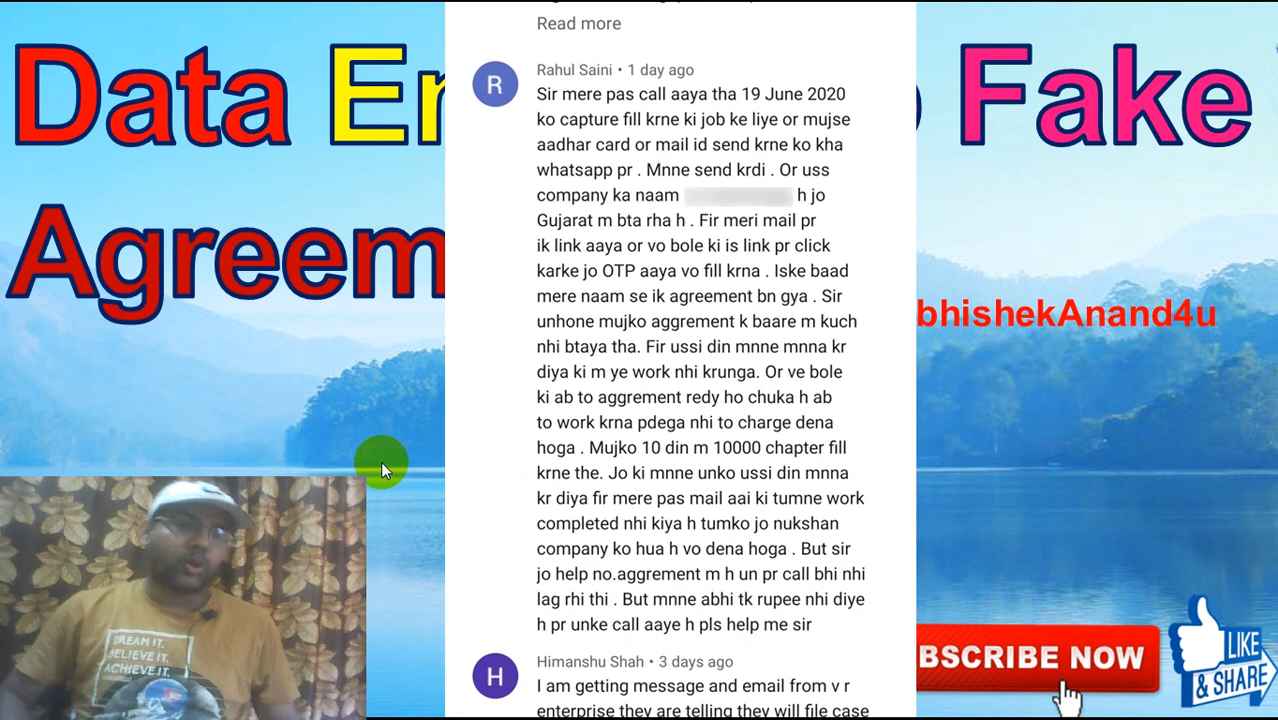 Data En
Agreem
Fake
bhishekAnand4u
Read more
Rahul Saini • 1 day ago
R
Sir mere pas call aaya tha 19 June 2020
ko capture fill krne ki job ke liye or mujse
aadhar card or mail id send krne ko kha
whatsapp pr . Mnne send krdi . Or uss
company ka naam h jo
Gujarat m bta rha h . Fir meri mail pr
ik link aaya or vo bole ki is link pr click
karke jo OTP aaya vo fill krna . Iske baad
mere naam se ik agreement bn gya . Sir
unhone mujko aggrement k baare m kuch
nhi btaya tha. Fir ussi din mnne mnna kr
diya ki m ye work nhi krunga. Or ve bole
ki ab to aggrement redy ho chuka h ab
to work krna pdega nhi to charge dena
hoga . Mujko 10 din m 10000 chapter fill
krne the. Jo ki mnne unko ussi din mnna
kr diya fir mere pas mail aai ki tumne work
completed nhi kiya h tumko jo nukshan
company ko hua h vo dena hoga . But sir
jo help no.aggrement m h un pr call bhi nhi
lag rhi thi . But mnne abhi tk rupee nhi diye
h pr unke call aaye h pls help me sir
Himanshu Shah • 3 days ago
H
I am getting message and email from v r
enterprise they are telling they will file case
DREAM IT.
BELIEVE IT.
ACHIEVE IT.
BSCRIBE NOW
LIKE
& SHARE